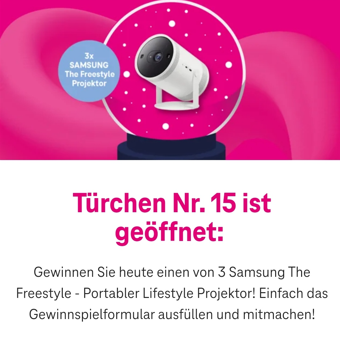 3x
SAMSUNG
The Freestyle
Projektor
Türchen Nr. 15 ist
geöffnet:
Gewinnen Sie heute einen von 3 Samsung The
Freestyle - Portabler Lifestyle Projektor! Einfach das
Gewinnspielformular ausfüllen und mitmachen!